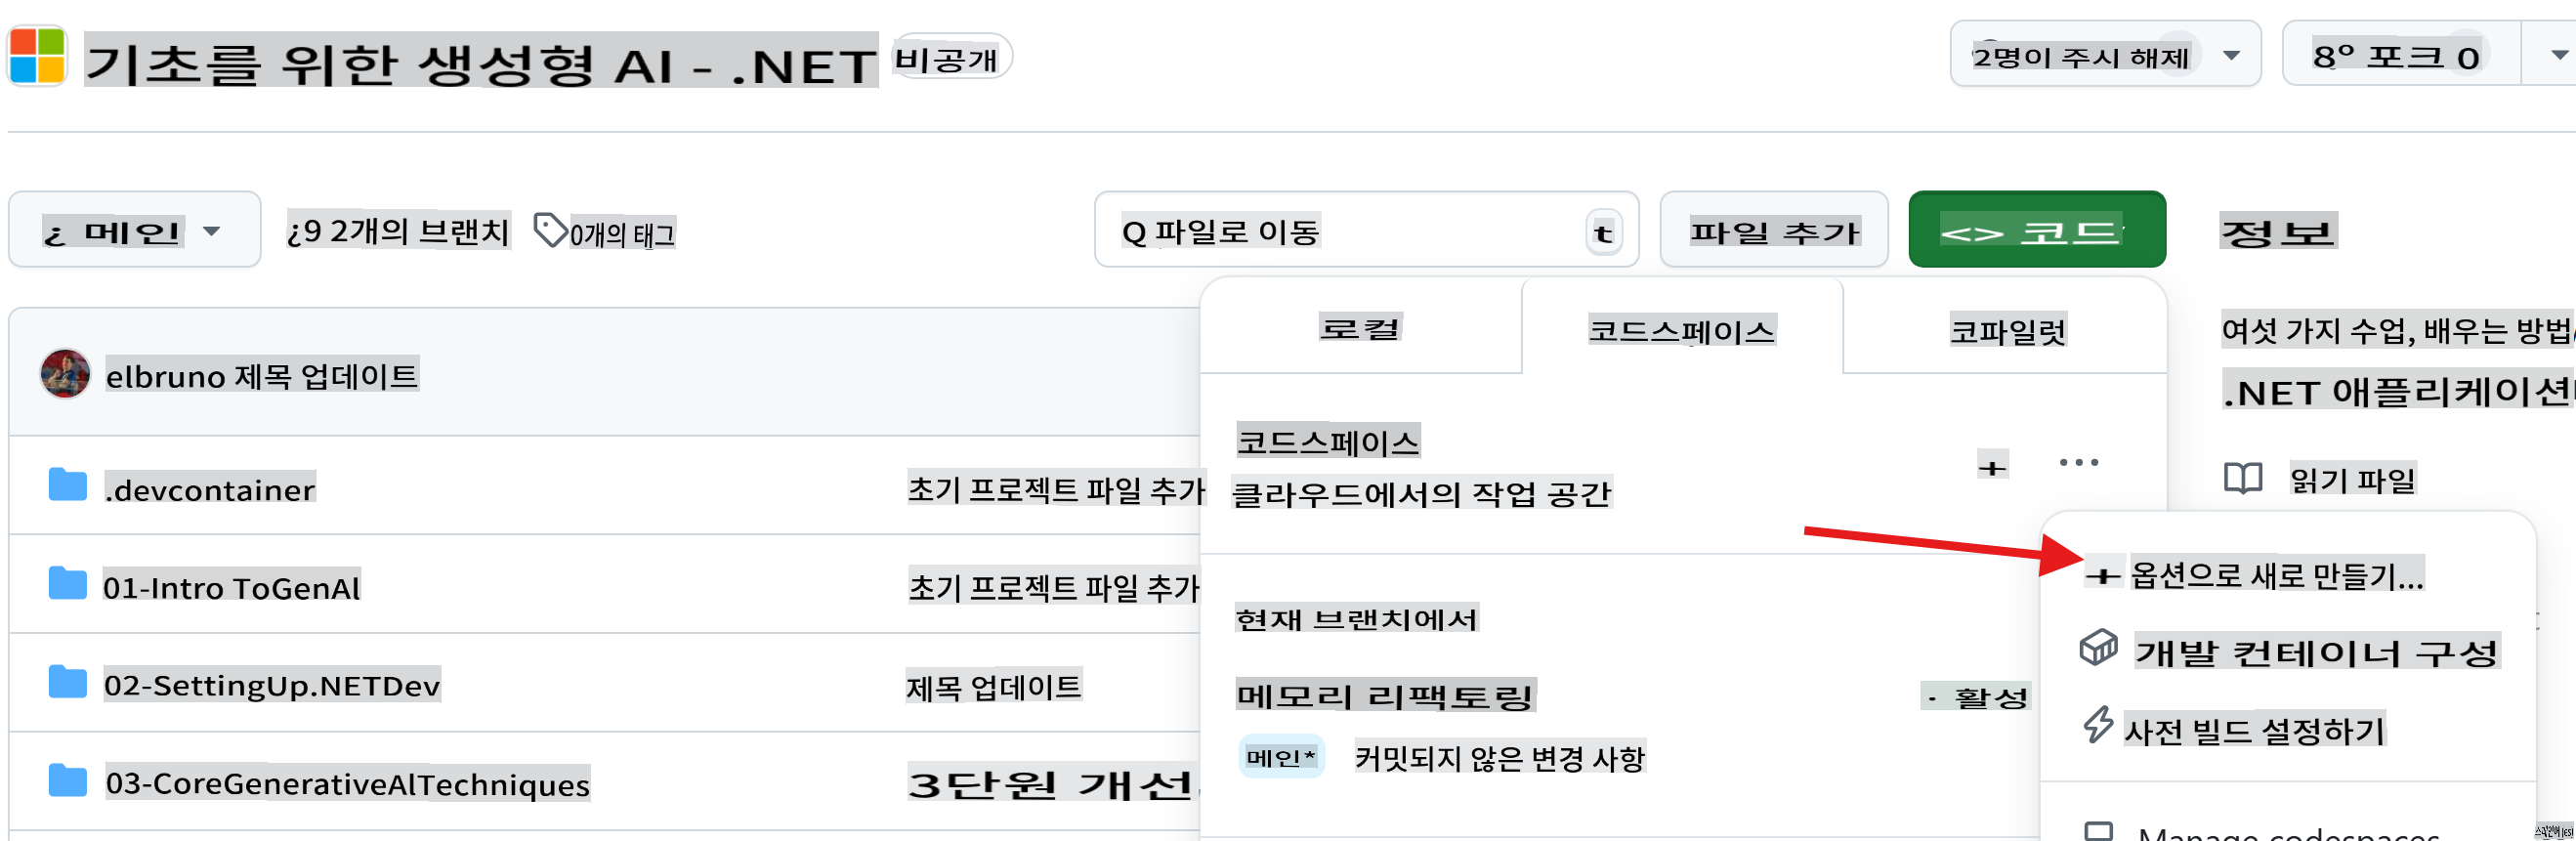 기초를 위한 생성형 AI - .NET 비공개
2명이 주시 해제
8º 포크 0
¿ 메인
¿9 2개의 브랜치
0개의 태그
Q 파일로 이동
t
파일 추가
<> 코드
정보
로컬
코드스페이스
코파일럿
여섯 가지 수업, 배우는 방법
.NET 애플리케이션
읽기 파일
elbruno 제목 업데이트
코드스페이스
클라우드에서의 작업 공간
+ ...
.devcontainer
초기 프로젝트 파일 추가
01-Intro ToGenAl
초기 프로젝트 파일 추가
02-SettingUp.NETDev
제목 업데이트
03-CoreGenerativeAlTechniques
3단원 개선
현재 브랜치에서
메모리 리팩토링
· 활성
메인*
커밋되지 않은 변경 사항
+ 옵션으로 새로 만들기...
개발 컨테이너 구성
사전 빌드 설정하기
Manage codespaces